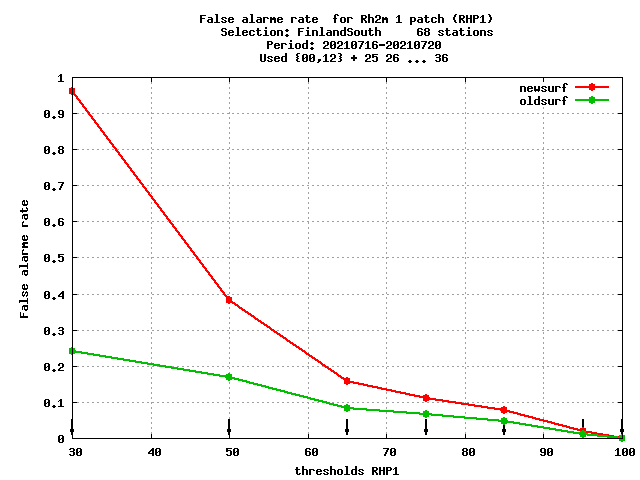 False alarme rate  for Rh2m 1 patch (RHP1)
Selection: FinlandSouth     68 stations
Period: 20210716-20210720
Used {00,12} + 25 26 ... 36
newsurf
oldsurf
False alarme rate
1
0.9
0.8
0.7
0.6
0.5
0.4
0.3
0.2
0.1
0
30 40 50 60 70 80 90 100
thresholds RHP1